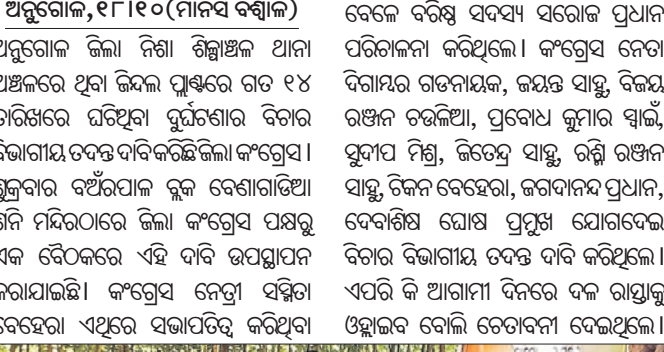 ଅନୁଗୋଳ,୧୮।୧୦(ମାନସ ବଶ୍ୱାଳ)
ଅନୁଗୋଳ ଜିଲା ନିଶା ଶିଳ୍ପାଞ୍ଚଳ ଥାନା
ଅଞ୍ଚଳରେ ଥିବା ଜିନ୍ଦଲ ପ୍ଲାଣ୍ଟରେ ଗତ ୧୪
ତାରିଖରେ ଘଟିଥିବା ଦୁର୍ଘଟଣାର ବିଚାର
ବିଭାଗୀୟ ତଦନ୍ତ ଦାବି କରିଛି ଜିଲା କଂଗ୍ରେସ।
ଶୁକ୍ରବାର ବଅଁରପାଳ ବ୍ଲକ ବେଣାଗାଡିଆ
ଶନି ମନ୍ଦିରଠାରେ ଜିଲା କଂଗ୍ରେସ ପକ୍ଷରୁ
ଏକ ବୈଠକରେ ଏହି ଦାବି ଉପସ୍ଥାପନ
କରାଯାଇଛି। କଂଗ୍ରେସ ନେତ୍ରୀ ସସ୍ମିତା
ବେହେରା ଏଥିରେ ସଭାପତିତ୍ୱ କରିଥିବା
ବେଳେ ବରିଷ୍ଠ ସଦସ୍ୟ ସରୋଜ ପ୍ରଧାନ
ପରିଚାଳନା କରିଥିଲେ। କଂଗ୍ରେସ ନେତା
ଦିଗାମ୍ବର ଗଡନାୟକ, ଜୟନ୍ତ ସାହୁ, ବିଜୟ
ରଞ୍ଜନ ଚଉଳିଆ, ପ୍ରବୋଧ କୁମାର ସ୍ୱାଇଁ,
ସୁଦୀପ ମିଶ୍ର, ଜିତେନ୍ଦ୍ର ସାହୁ, ରଶ୍ମି ରଞ୍ଜନ
ସାହୁ, ଟିକନ ବେହେରା, ଜଗଦାନନ୍ଦ ପ୍ରଧାନ,
ଦେବାଶିଷ ଘୋଷ ପ୍ରମୁଖ ଯୋଗଦେଇ
ବିଚାର ବିଭାଗୀୟ ତଦନ୍ତ ଦାବି କରିଥିଲେ।
ଏପରି କି ଆଗାମୀ ଦିନରେ ଦଳ ରାସ୍ତାକୁ
ଓହ୍ଲାଇବ ବୋଲି ଚେତାବନୀ ଦେଇଥିଲେ।